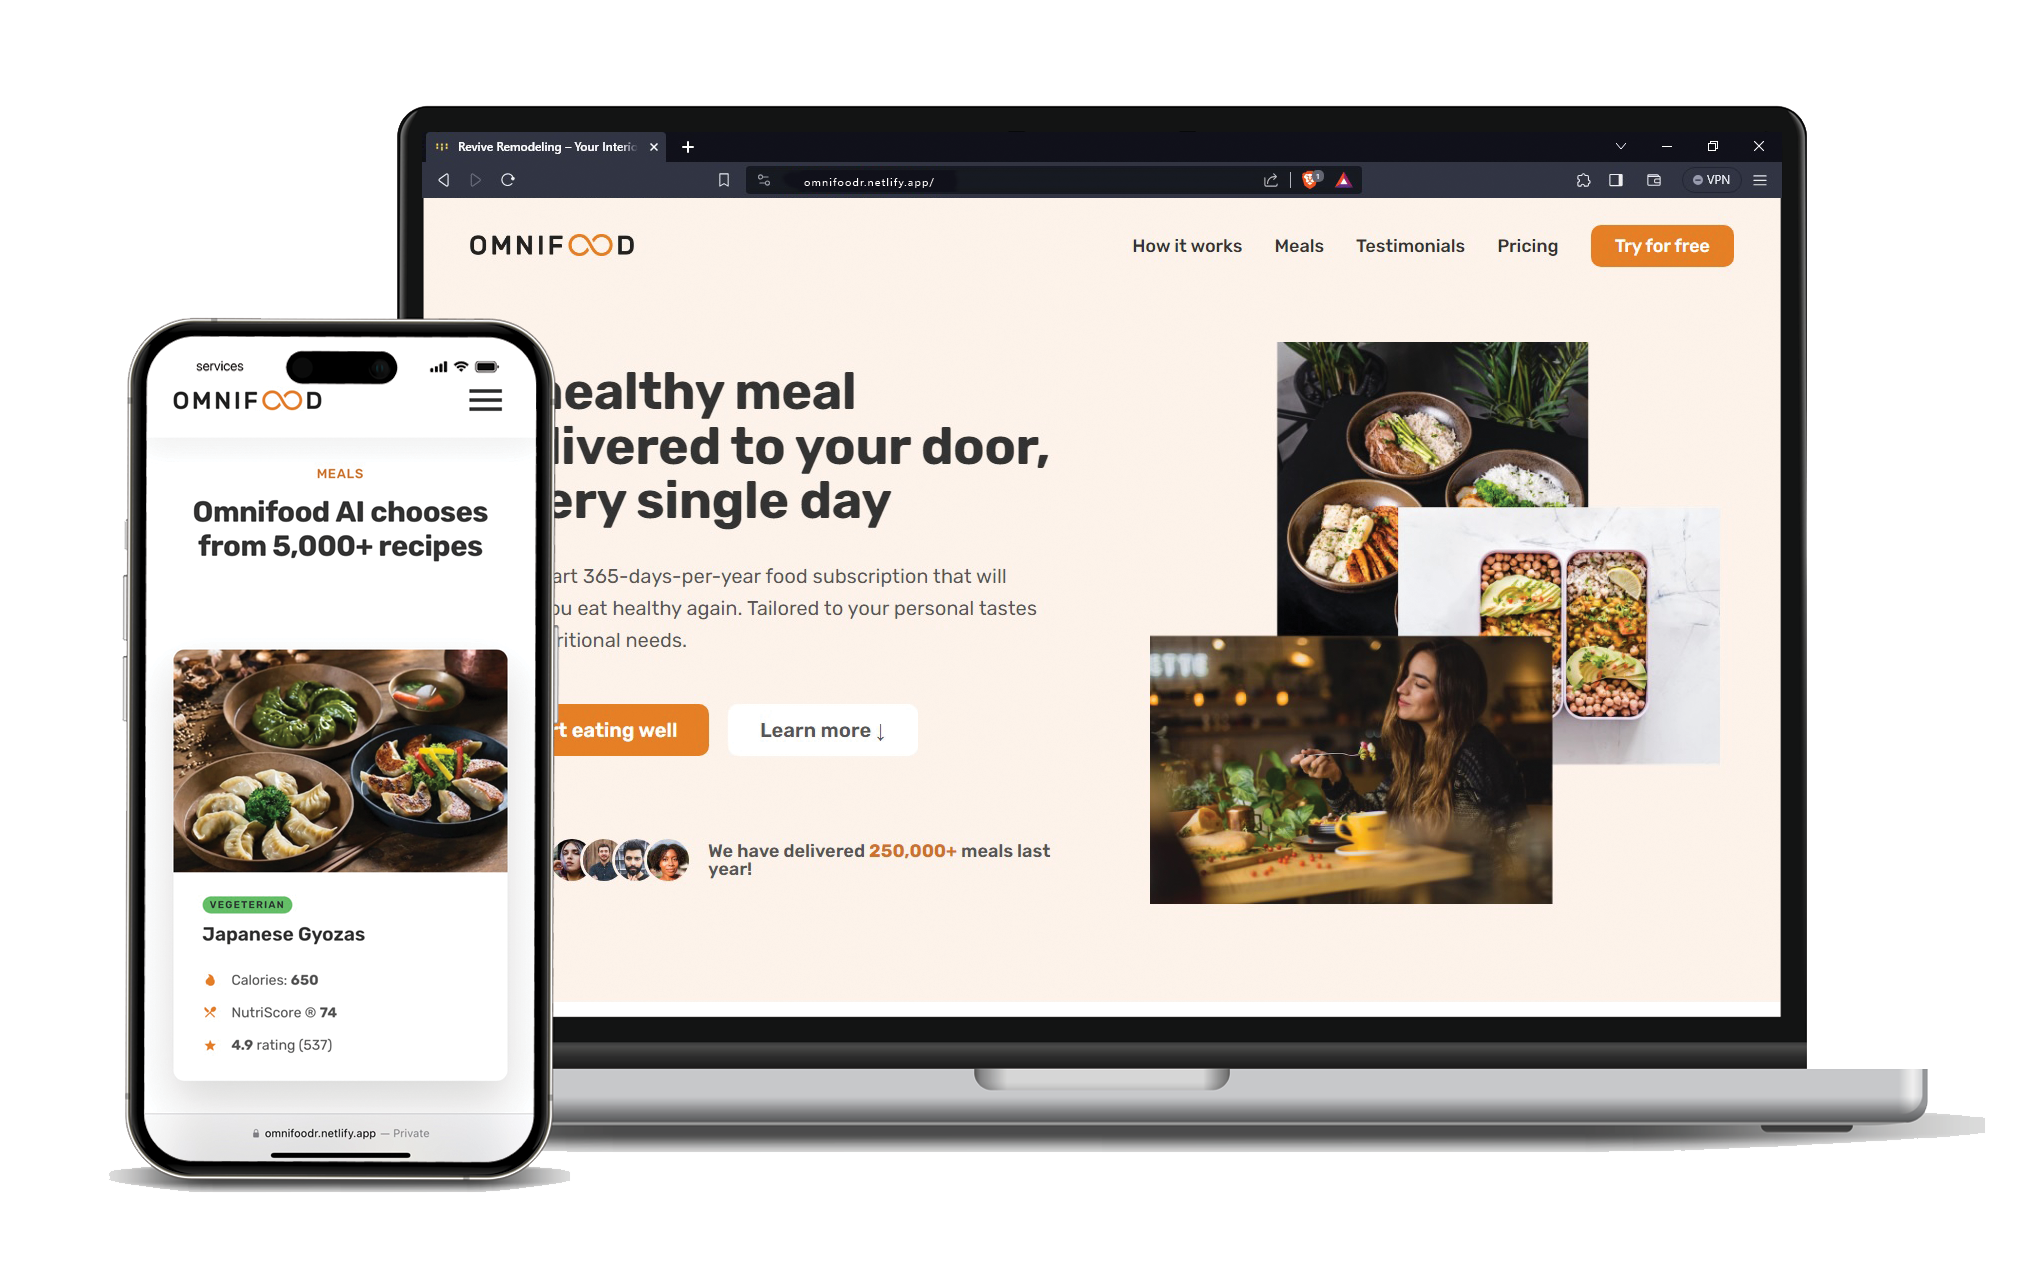 Revive Remodeling – Your Interic
omnifoodr.netlify.app/
1
VPN
OMNIFOOD
How it works
Meals
Testimonials
Pricing
Try for free
healthy meal
livered to your door,
ery single day
art 365-days-per-year food subscription that will
ou eat healthy again. Tailored to your personal tastes
ritional needs.
t eating well
Learn more ↓
We have delivered 250,000+ meals last
year!
services
OMNIFOOD
MEALS
Omnifood AI chooses
from 5,000+ recipes
VEGETERIAN
Japanese Gyozas
Calories: 650
NutriScore ® 74
4.9 rating (537)
omnifoodr.netlify.app — Private